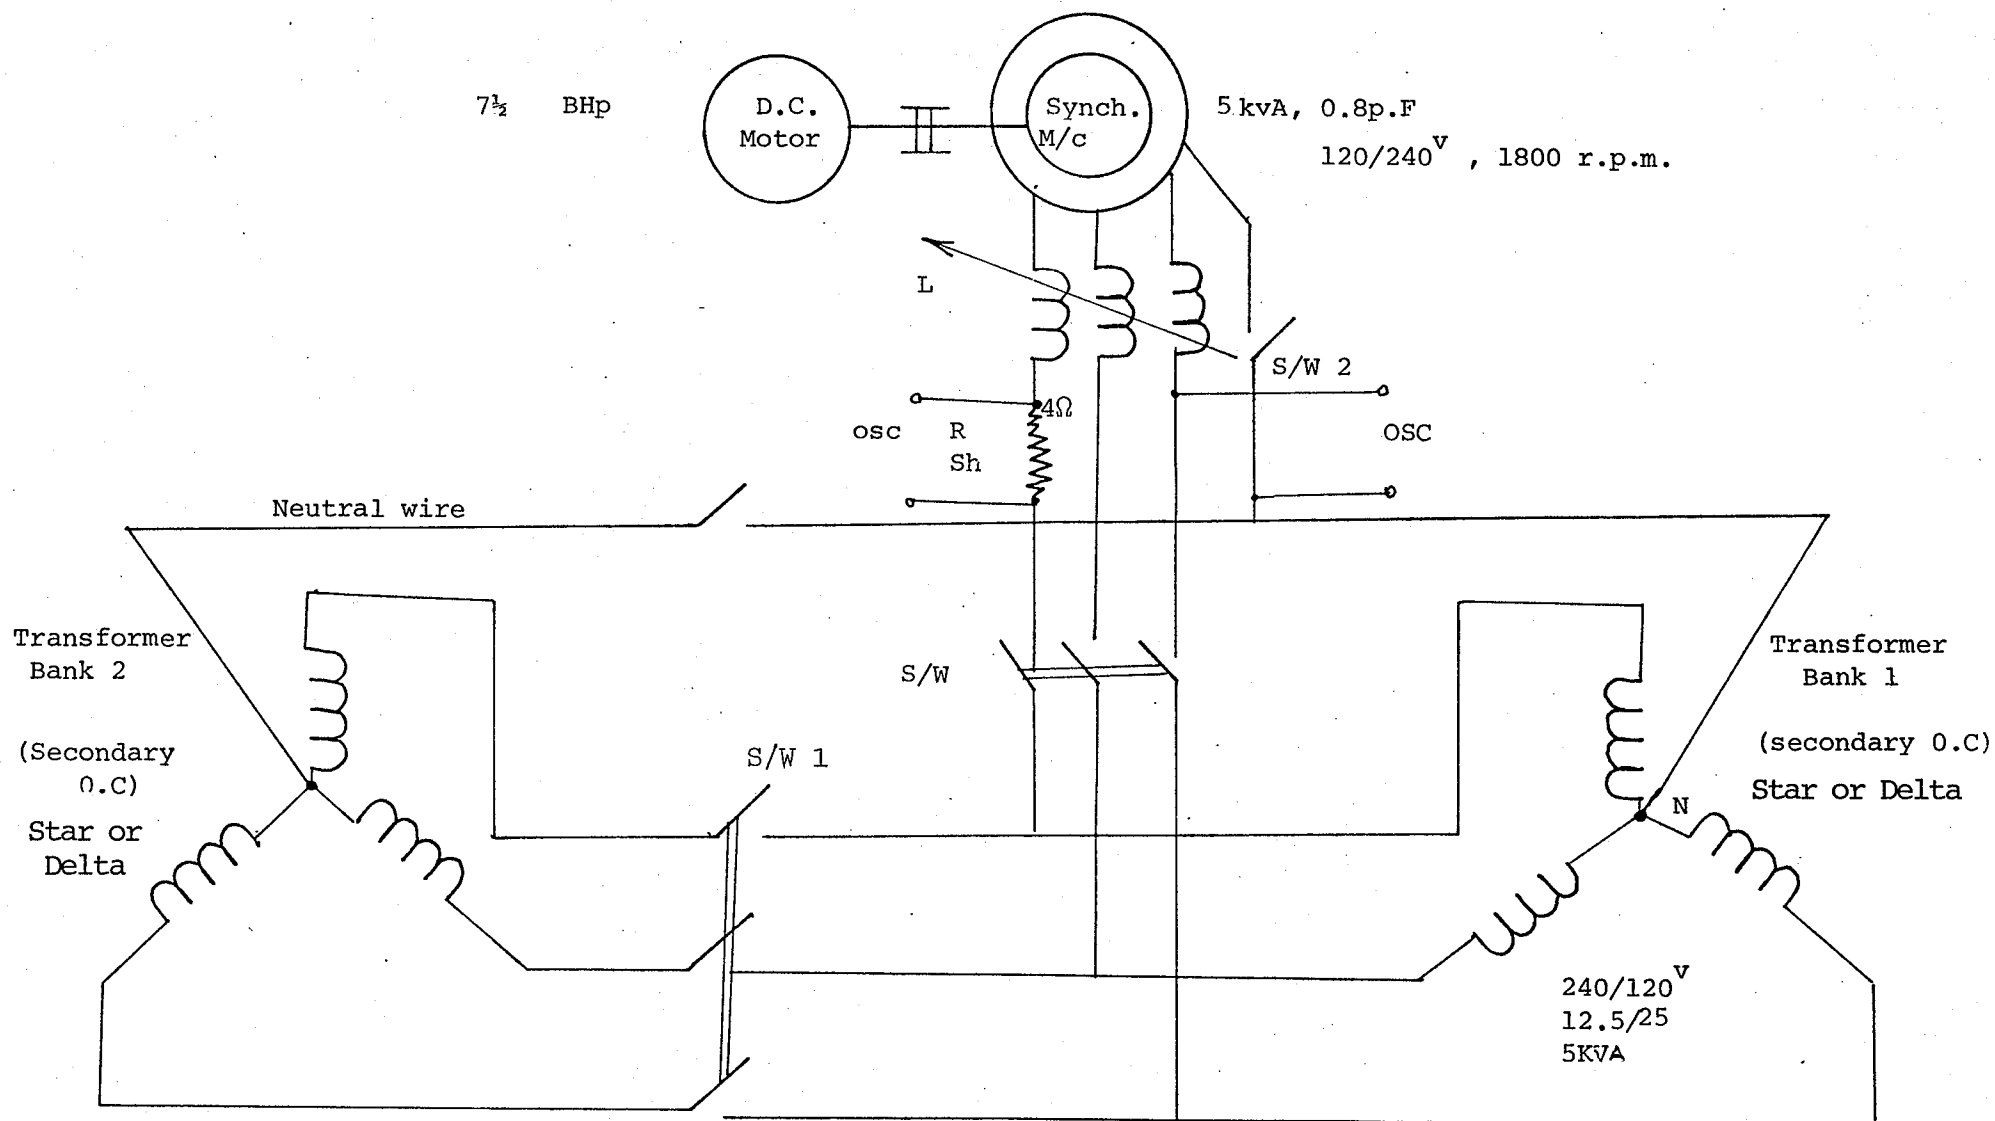 7½ BHp
D.C.
Motor
Synch.
M/c
5 kvA, 0.8p.F
120/240V , 1800 r.p.m.
L
S/W 2
4Ω
osc
R
Sh
OSC
Neutral wire
Transformer
Bank 2
(Secondary
O.C)
Star or
Delta
S/W
S/W 1
Transformer
Bank 1
(secondary O.C)
Star or Delta
N
240/120V
12.5/25
5KVA